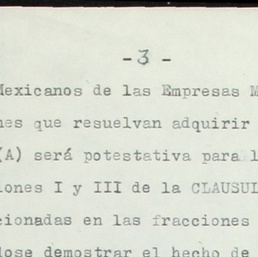 - 3 -
Mexicanos de las Empresas M
nes que resuelvan adquirir
(A) será potestativa para l
iones I y III de la CLAUSUL
cionadas en las fracciones
dose demostrar el hecho de